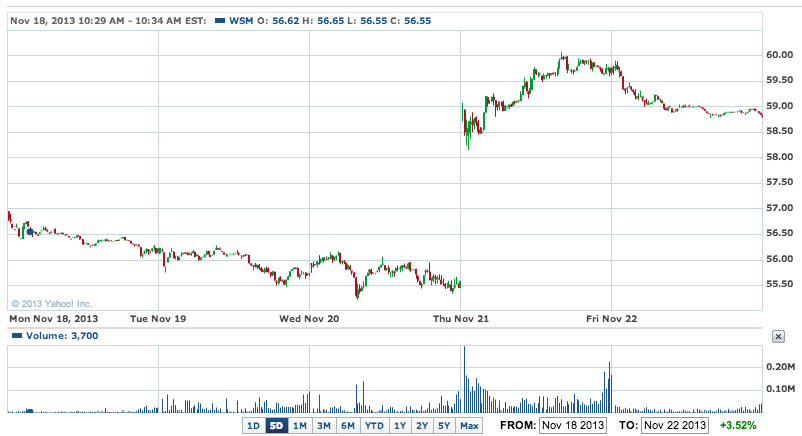 Nov 18, 2013 10:29 AM - 10:34 AM EST: WSM O: 56.62 H: 56.65 L: 56.55 C: 56.55
60.00
59.50
59.00
58.50
58.00
57.50
57.00
56.50
56.00
55.50
© 2013 Yahoo! Inc.
Mon Nov 18, 2013 Tue Nov 19 Wed Nov 20 Thu Nov 21 Fri Nov 22
Volume: 3,700
0.20M
0.10M
1D 5D 1M 3M 6M YTD 1Y 2Y 5Y Max FROM: Nov 18 2013 TO: Nov 22 2013 +3.52%